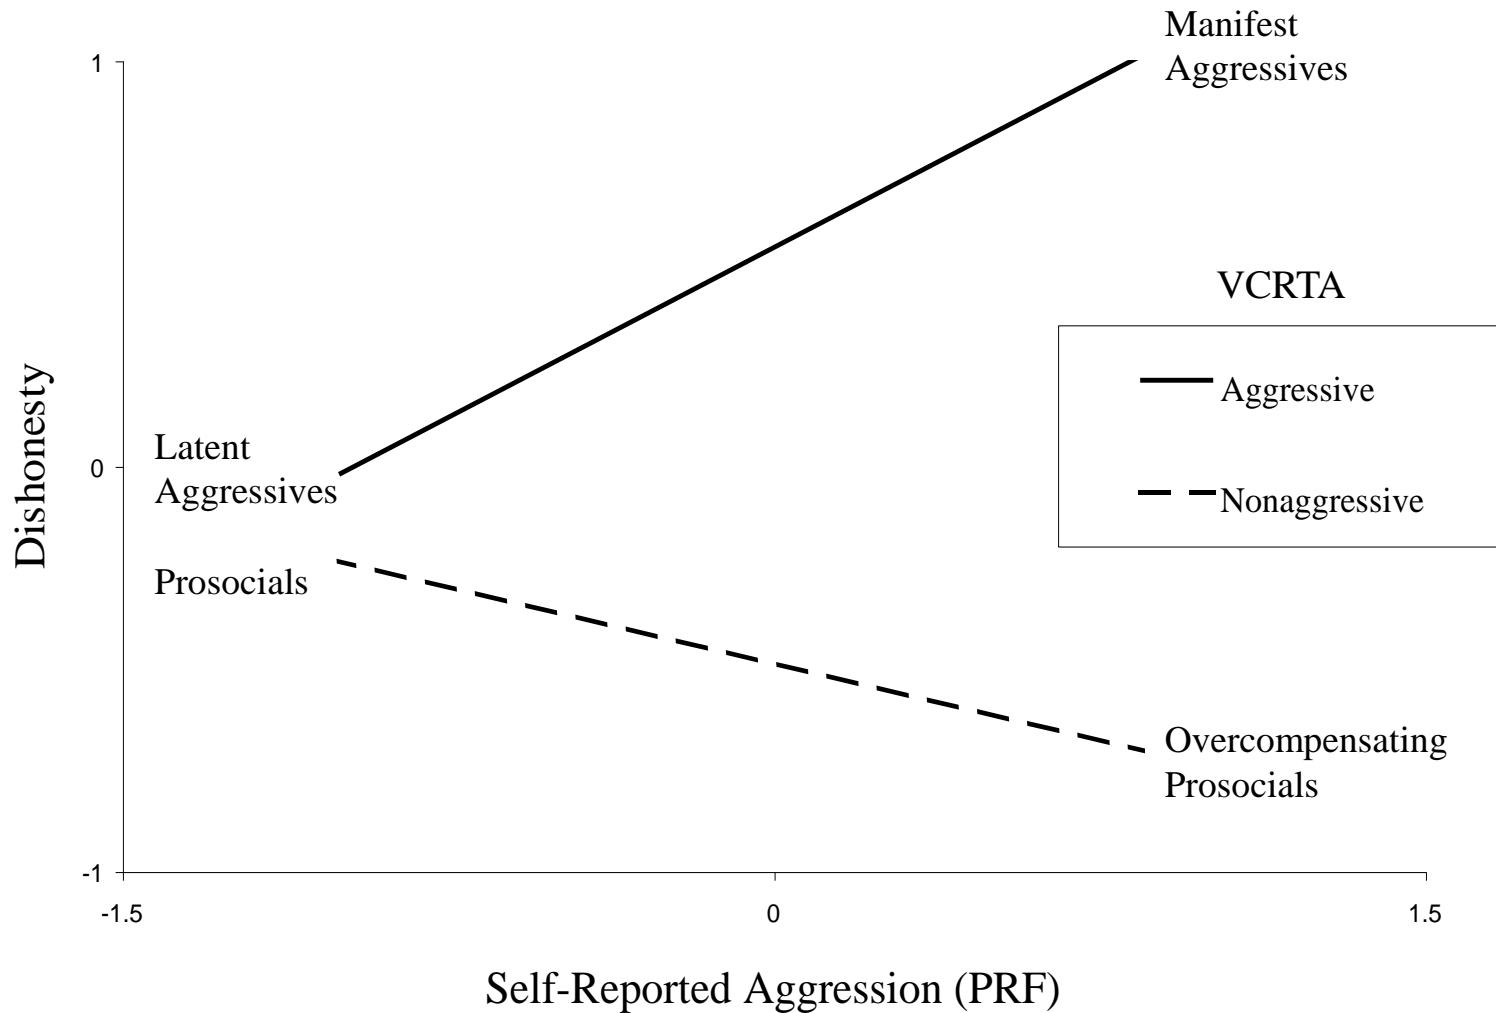 Manifest
Aggressives
1
VCRTA
Aggressive
Nonaggressive
Dishonesty
Latent
Aggressives
0
Prosocials
Overcompensating
Prosocials
-1
-1.5
0
1.5
Self-Reported Aggression (PRF)